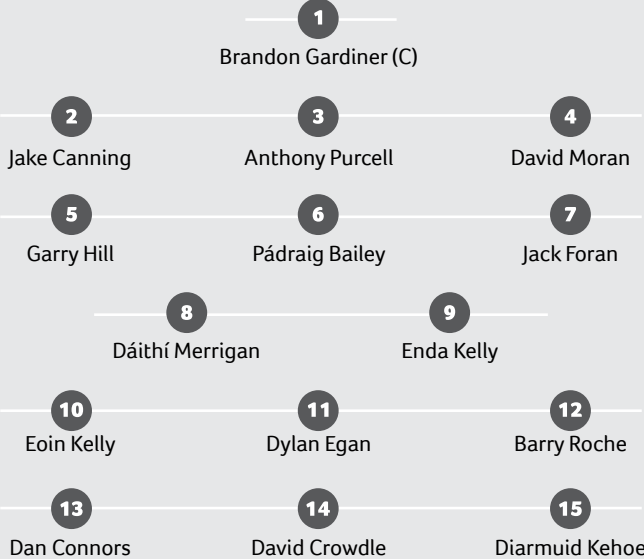 1
Brandon Gardiner (C)
2 3 4
Jake Canning Anthony Purcell David Moran
5 6 7
Garry Hill Pádraig Bailey Jack Foran
8 9
Dáithí Merrigan Enda Kelly
10 11 12
Eoin Kelly Dylan Egan Barry Roche
13 14 15
Dan Connors David Crowdle Diarmuid Kehoe